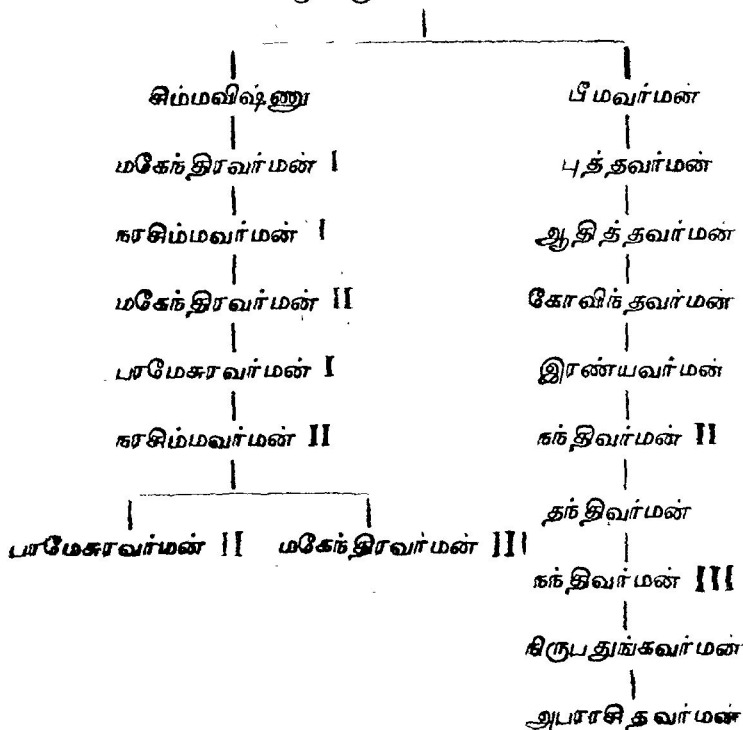 சிம்மவிஷ்ணு பீமவர்மன்
மகேந்திரவர்மன் I புத்தவர்மன்
நரசிம்மவர்மன் I ஆதித்தவர்மன்
மகேந்திரவர்மன் II கோவிந்தவர்மன்
பரமேசுரவர்மன் I இரண்யவர்மன்
நரசிம்மவர்மன் II நந்திவர்மன் II
தந்திவர்மன்
பரமேசுரவர்மன் II மகேந்திரவர்மன் III
நந்திவர்மன் III
நிருபதுங்கவர்மன்
அபராசிதவர்மன்